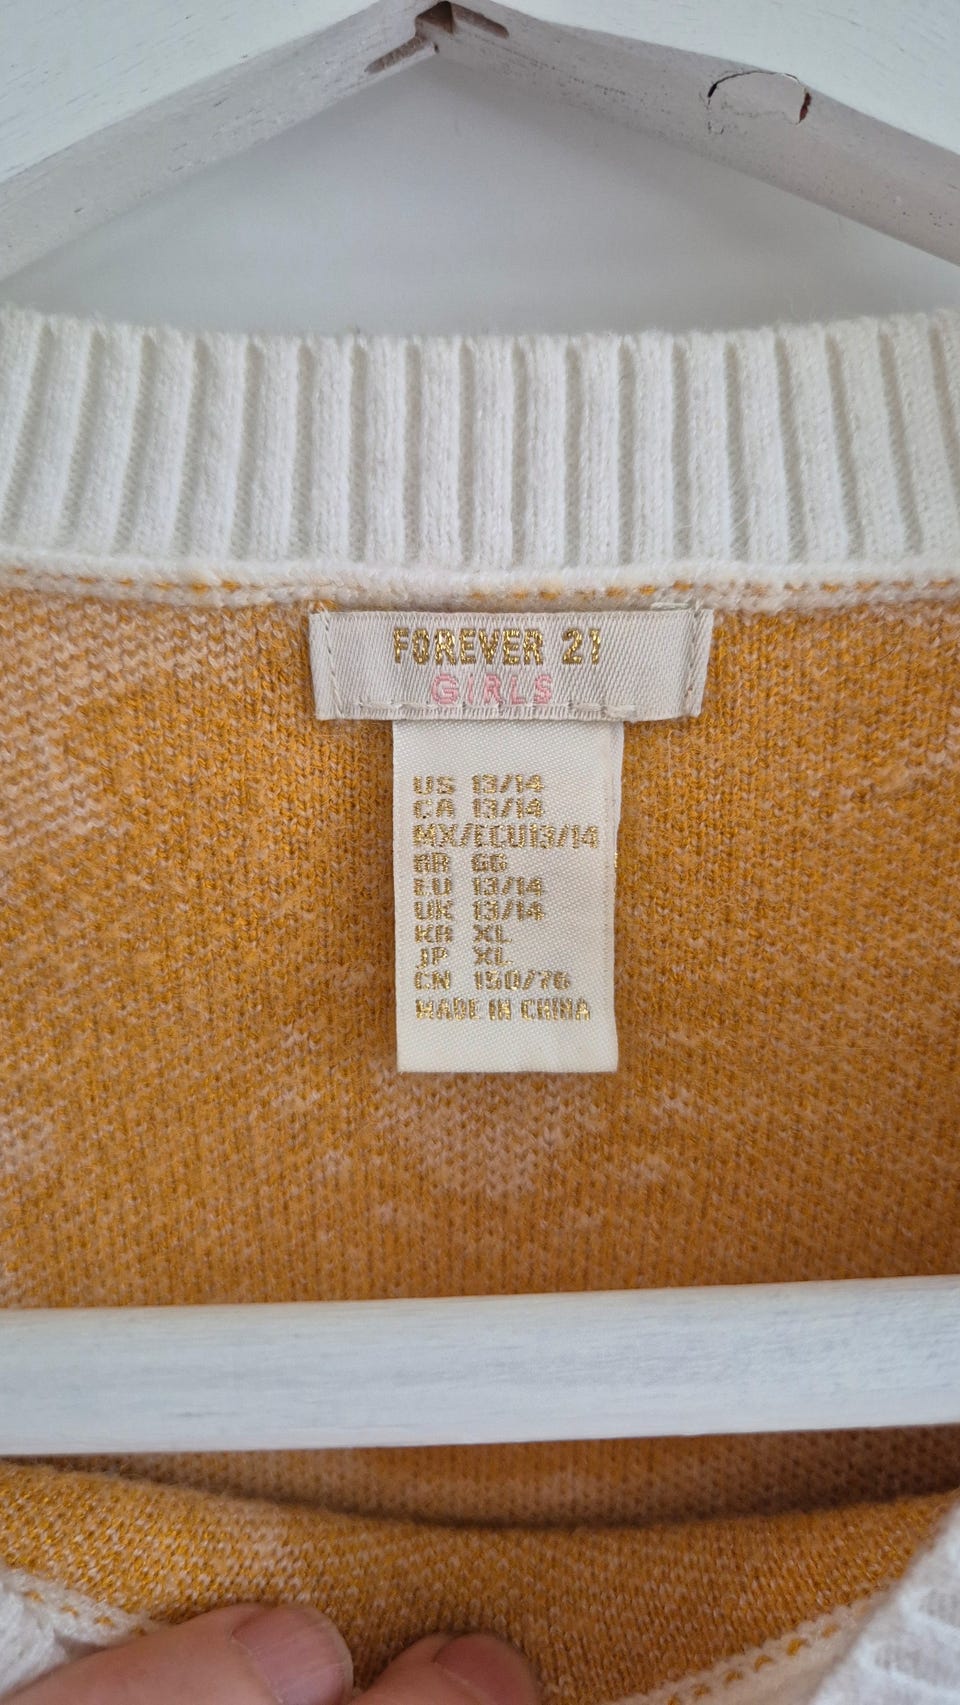 FOREVER 21
GIRLS
US 13/14
CA 13/14
MX/ECU13/14
BR GG
EU 13/14
UK 13/14
KR XL
JP XL
CN 150/76
MADE IN CHINA